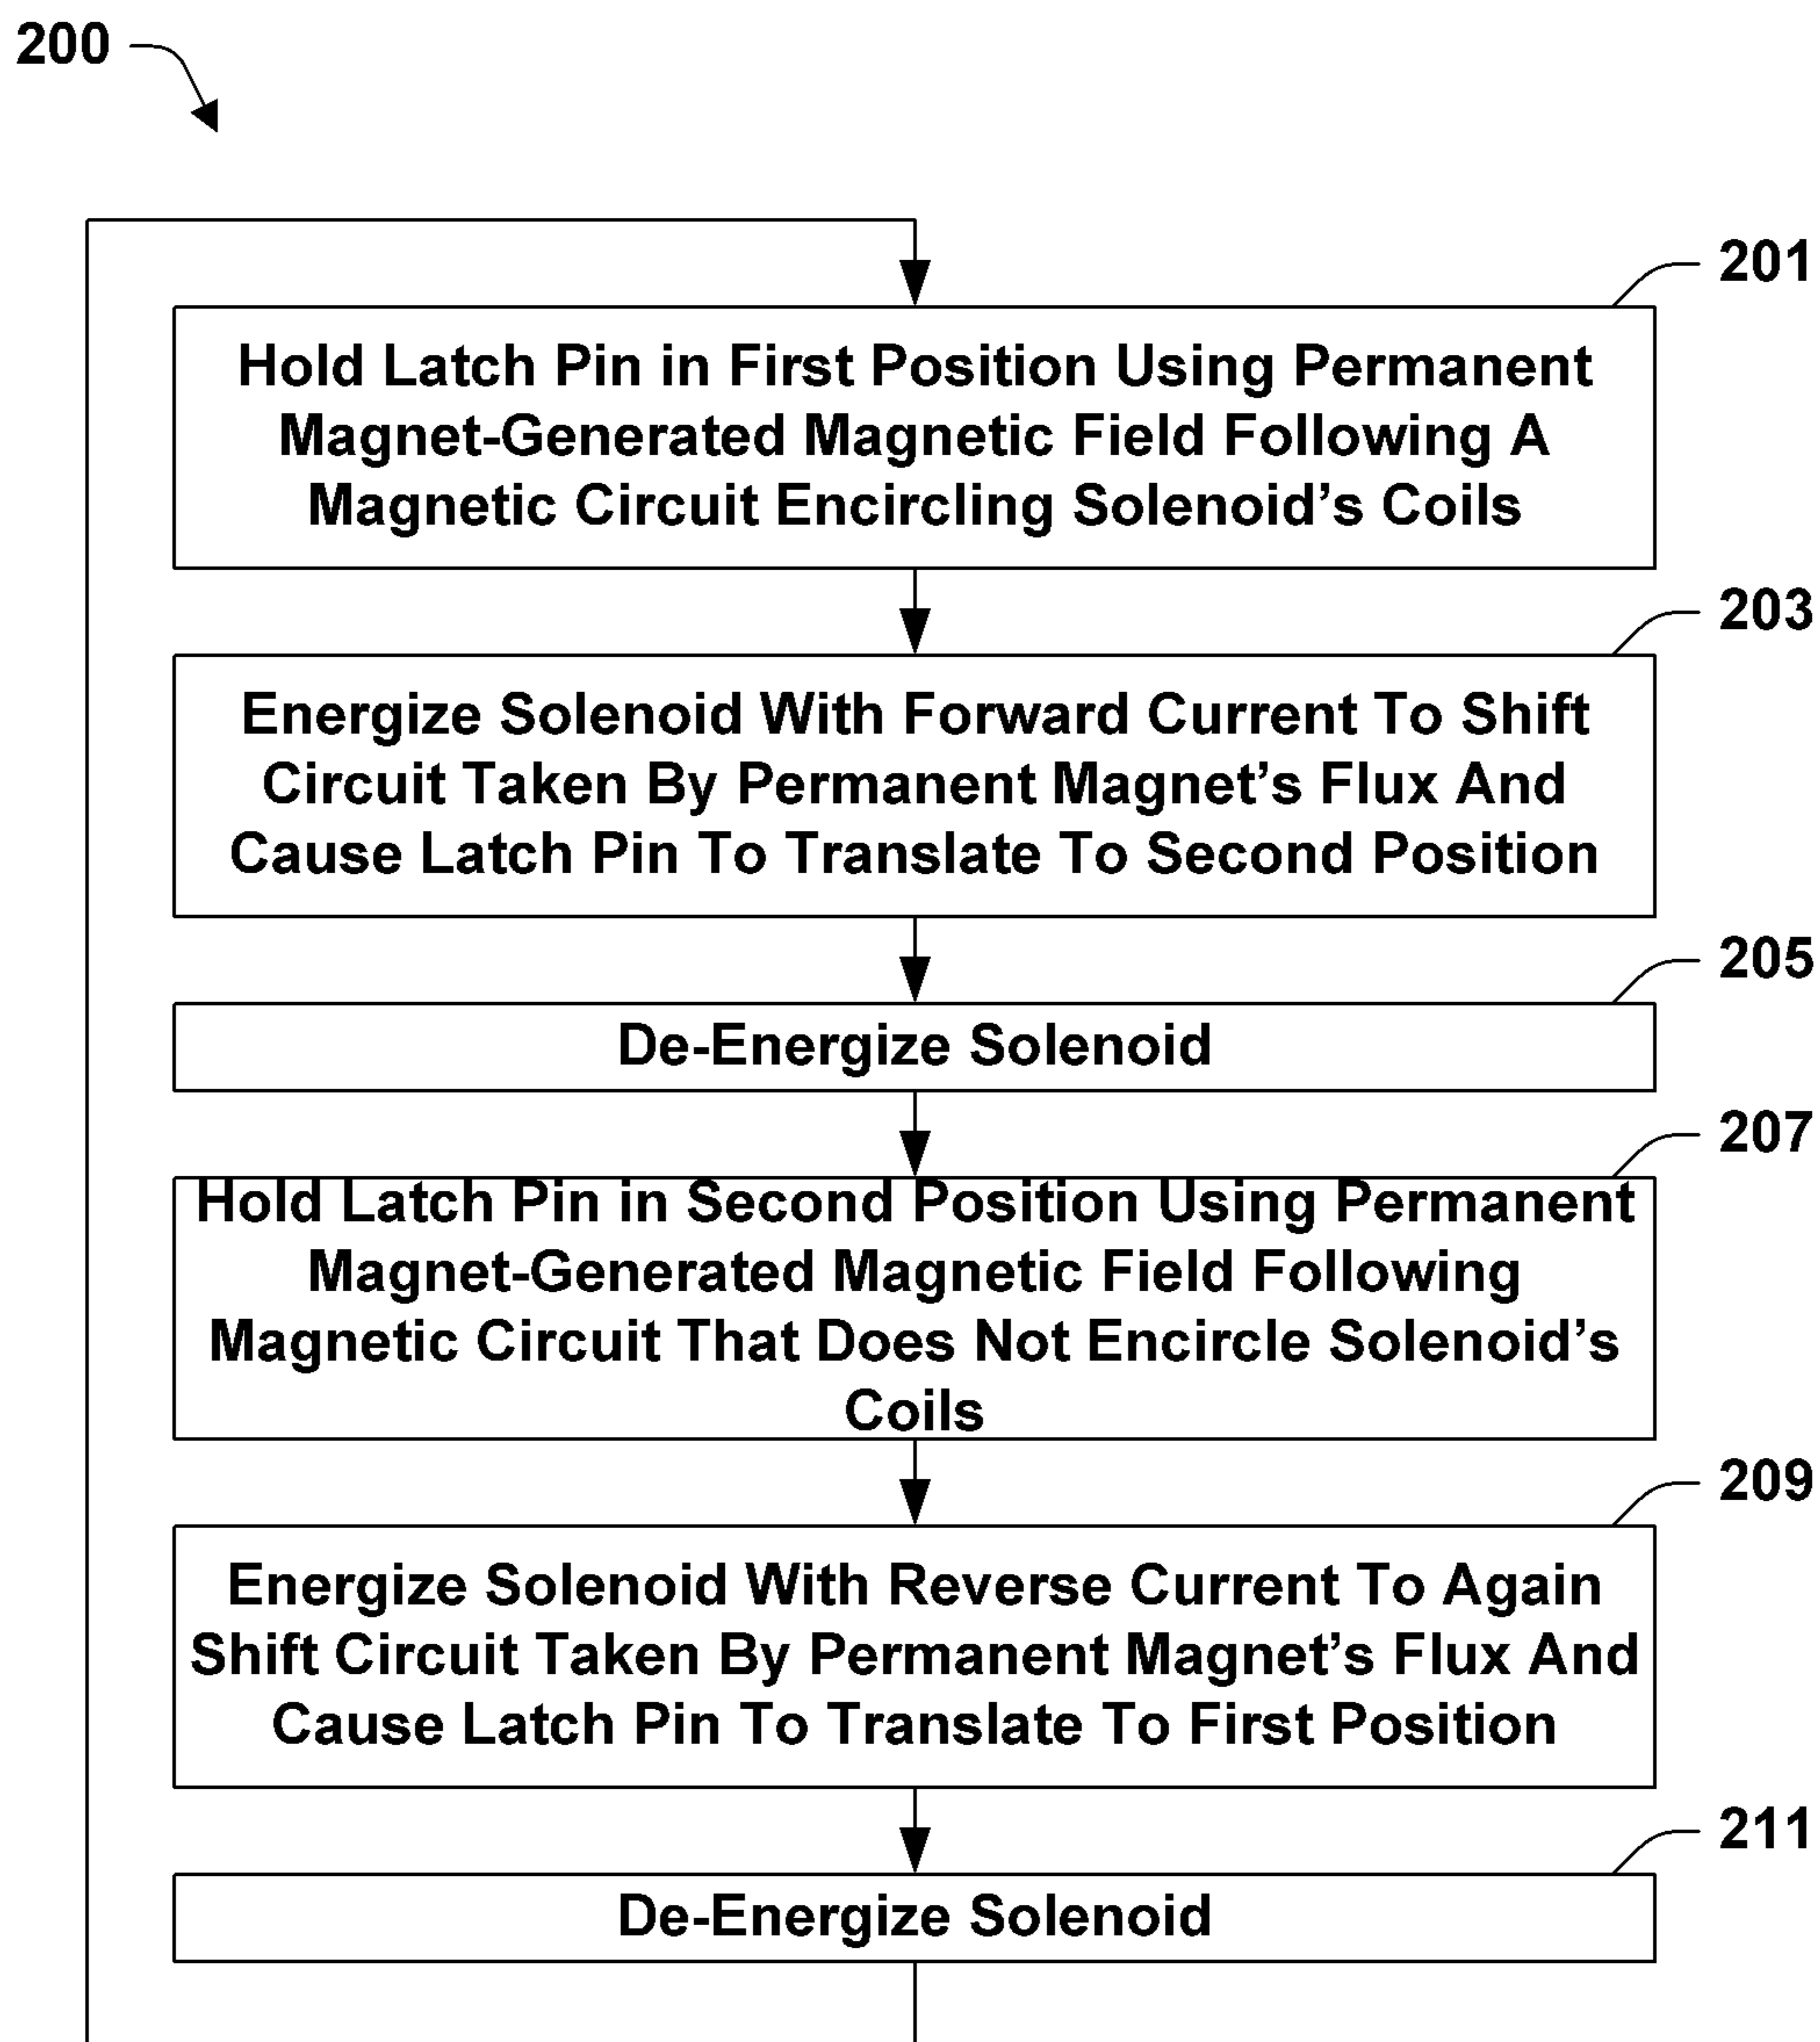 200
201
Hold Latch Pin in First Position Using Permanent
Magnet-Generated Magnetic Field Following A
Magnetic Circuit Encircling Solenoid’s Coils
203
Energize Solenoid With Forward Current To Shift
Circuit Taken By Permanent Magnet’s Flux And
Cause Latch Pin To Translate To Second Position
205
De-Energize Solenoid
207
Hold Latch Pin in Second Position Using Permanent
Magnet-Generated Magnetic Field Following
Magnetic Circuit That Does Not Encircle Solenoid’s
Coils
209
Energize Solenoid With Reverse Current To Again
Shift Circuit Taken By Permanent Magnet’s Flux And
Cause Latch Pin To Translate To First Position
211
De-Energize Solenoid